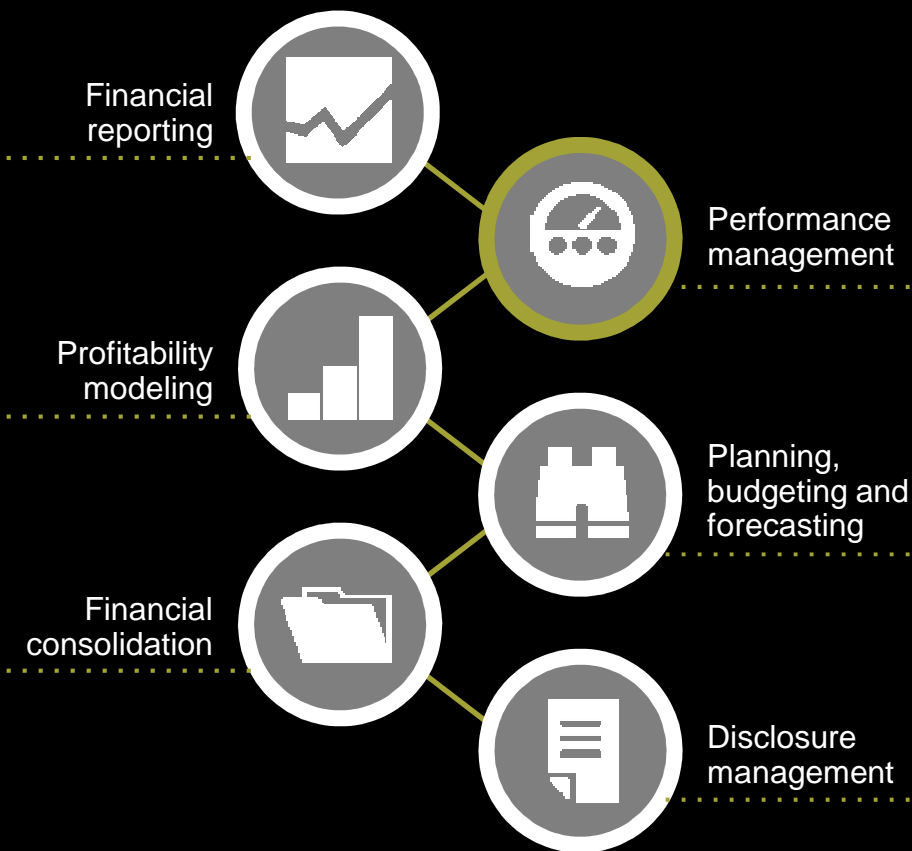 Financial
reporting
Performance
management
Profitability
modeling
Planning,
budgeting and
forecasting
Financial
consolidation
Disclosure
management